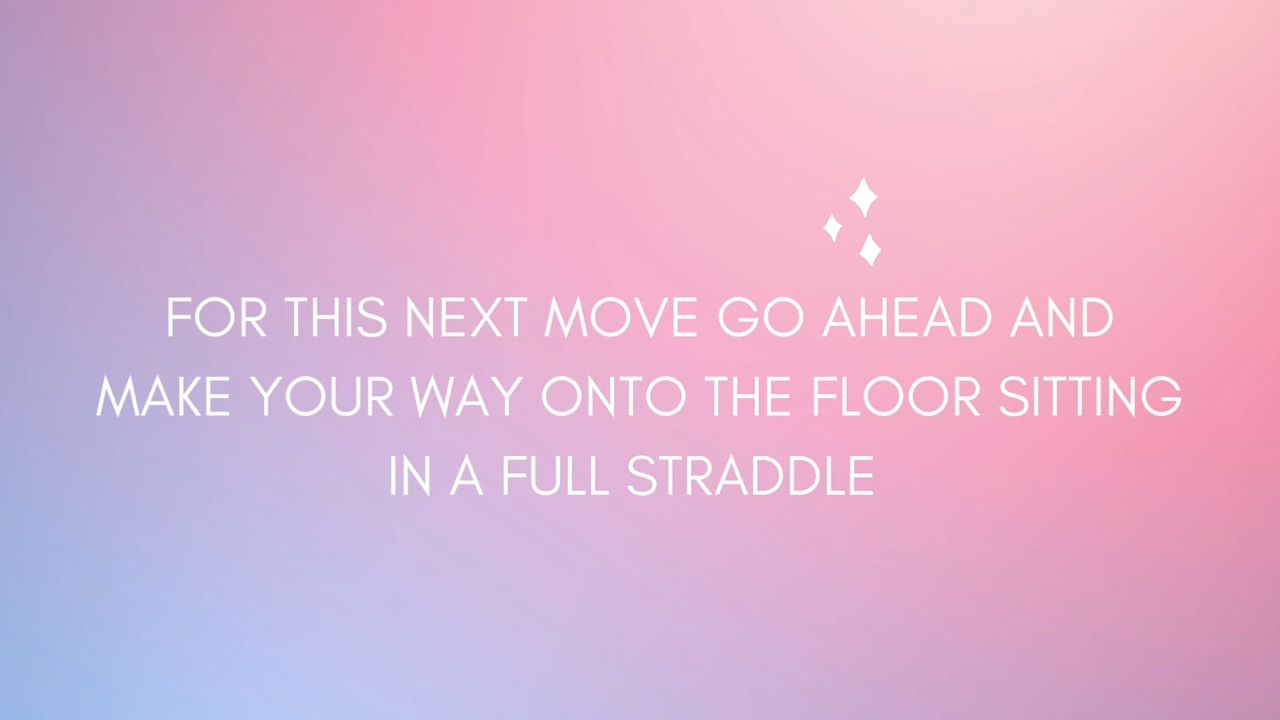 FOR THIS NEXT MOVE GO AHEAD AND
MAKE YOUR WAY ONTO THE FLOOR SITTING
IN A FULL STRADDLE